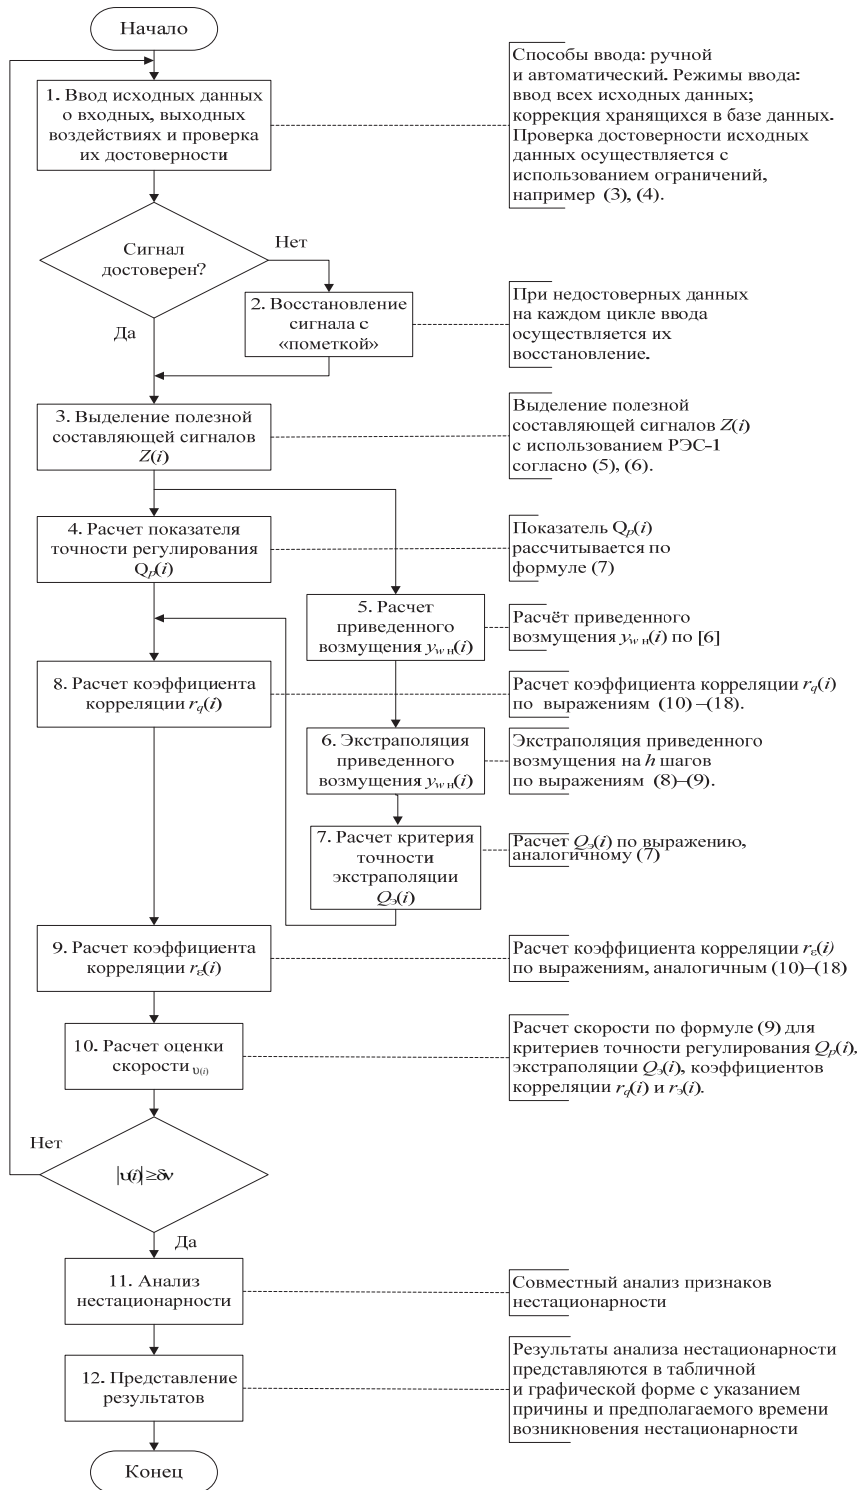 Начало
1. Ввод исходных данных
о входных, выходных
воздействиях и проверка
их достоверности
Способы ввода: ручной
и автоматический. Режимы ввода:
ввод всех исходных данных;
коррекция хранящихся в базе данных.
Проверка достоверности исходных
данных осуществляется с
использованием ограничений,
например (3), (4).
Сигнал
достоверен?
Нет
Да
2. Восстановление
сигнала с
«пометкой»
При недостоверных данных
на каждом цикле ввода
осуществляется их
восстановление.
3. Выделение полезной
составляющей сигналов
Z(i)
Выделение полезной
составляющей сигналов Z(i)
с использованием РЭС-1
согласно (5), (6).
4. Расчет показателя
точности регулирования
Qp(i)
Показатель Qp(i)
рассчитывается по
формуле (7)
5. Расчет
приведенного
возмущения yw н(i)
Расчёт приведенного
возмущения yw н(i) по [6]
8. Расчет коэффициента
корреляции rq(i)
Расчет коэффициента корреляции rq(i)
по выражениям (10) –(18).
6. Экстраполяция
приведенного
возмущения yw н(i)
Экстраполяция приведенного
возмущения на h шагов
по выражениям (8)–(9).
7. Расчет критерия
точности
экстраполяции
Qэ(i)
Расчет Qэ(i) по выражению,
аналогичному (7)
9. Расчет коэффициента
корреляции rε(i)
Расчет коэффициента корреляции rε(i)
по выражениям, аналогичным (10)–(18)
10. Расчет оценки
скорости υ(i)
Расчет скорости по формуле (9) для
критериев точности регулирования Qp(i),
экстраполяции Qэ(i), коэффициентов
корреляции rq(i) и rэ(i).
Нет
|υ(i)|≥δν
Да
11. Анализ
нестационарности
Совместный анализ признаков
нестационарности
12. Представление
результатов
Результаты анализа нестационарности
представляются в табличной
и графической форме с указанием
причины и предполагаемого времени
возникновения нестационарности
Конец